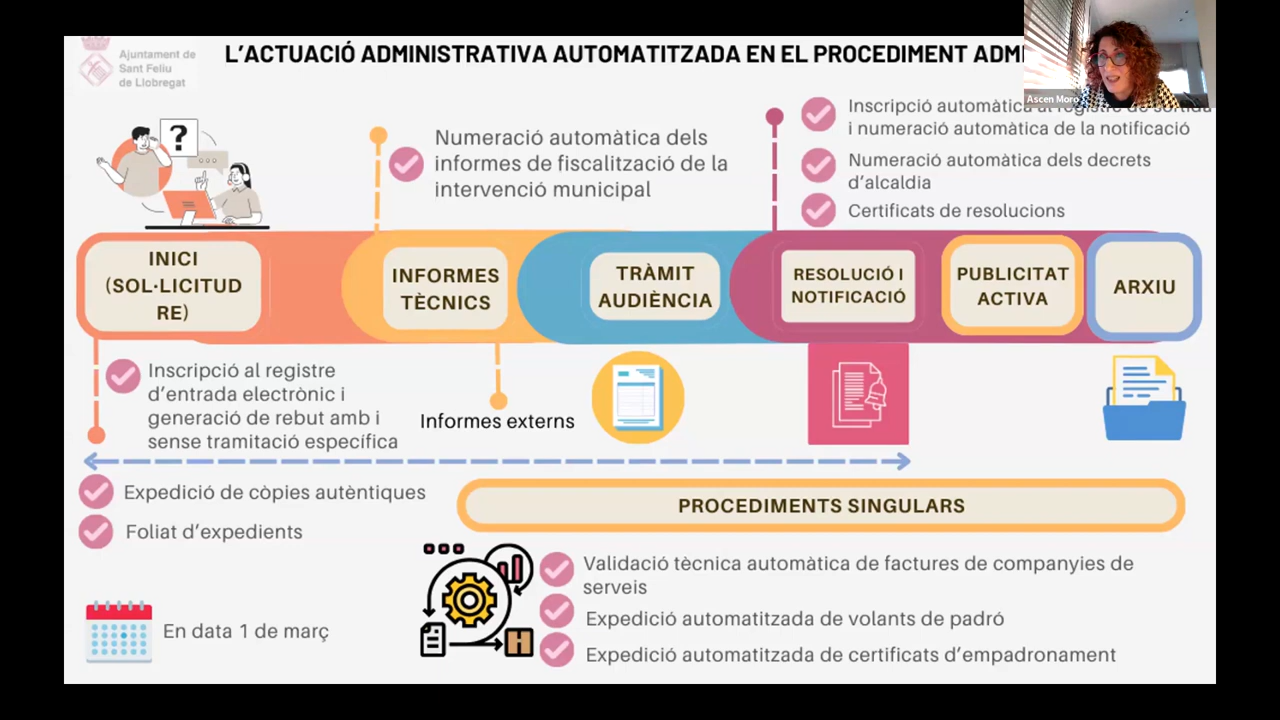 Ajuntament de
Sant Feliu
de Llobregat
L'ACTUACIÓ ADMINISTRATIVA AUTOMATITZADA EN EL PROCEDIMENT
Ascen Moro
?
Numeració automàtica dels
informes de fiscalització de la
intervenció municipal
Inscripció automàtica al registre de sortida
i numeració automàtica de la notificació
Numeració automàtica dels decrets
d'alcaldia
Certificats de resolucions
INICI
(SOL·LICITUD
RE)
INFORMES
TÈCNICS
TRÀMIT
AUDIÈNCIA
RESOLUCIÓ I
NOTIFICACIÓ
PUBLICITAT
ACTIVA
ARXIU
Inscripció al registre
d'entrada electrònic i
generació de rebut amb i
sense tramitació específica
Informes externs
Expedició de còpies autèntiques
Foliat d'expedients
En data 1 de març
PROCEDIMENTS SINGULARS
Validació tècnica automàtica de factures de companyies de
serveis
Expedició automatitzada de volants de padró
Expedició automatitzada de certificats d'empadronament